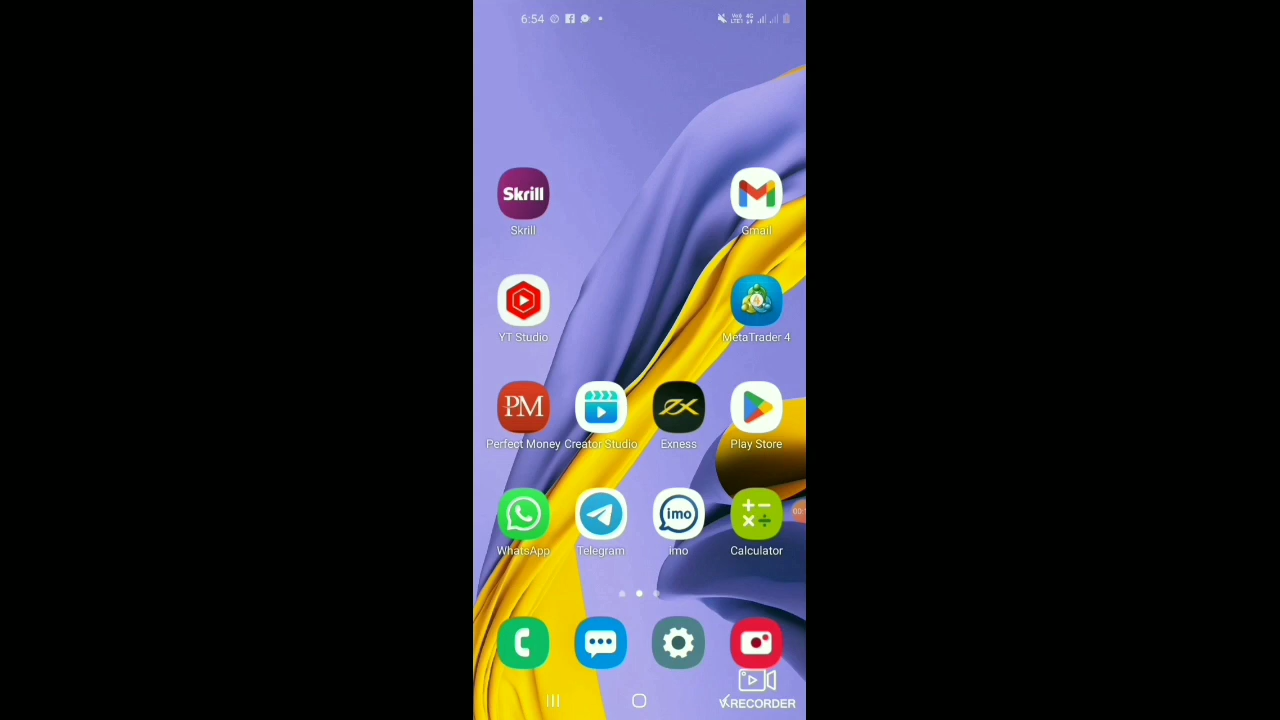 6:54
Skrill
Skrill
Gmail
YT Studio
MetaTrader 4
PM
Perfect Money
Creator Studio
Exness
Play Store
imo
WhatsApp
Telegram
imo
Calculator
VRECORDER